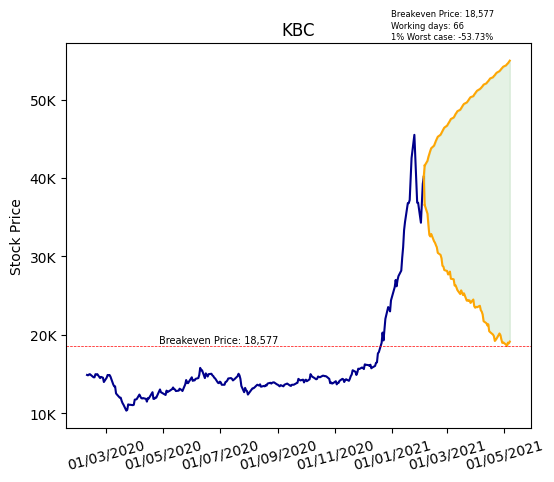 Breakeven Price: 18,577
Working days: 66
1% Worst case: -53.73%
KBC
Stock Price
50K
40K
30K
20K
10K
Breakeven Price: 18,577
01/03/2020
01/05/2020
01/07/2020
01/09/2020
01/11/2020
01/01/2021
01/03/2021
01/05/2021